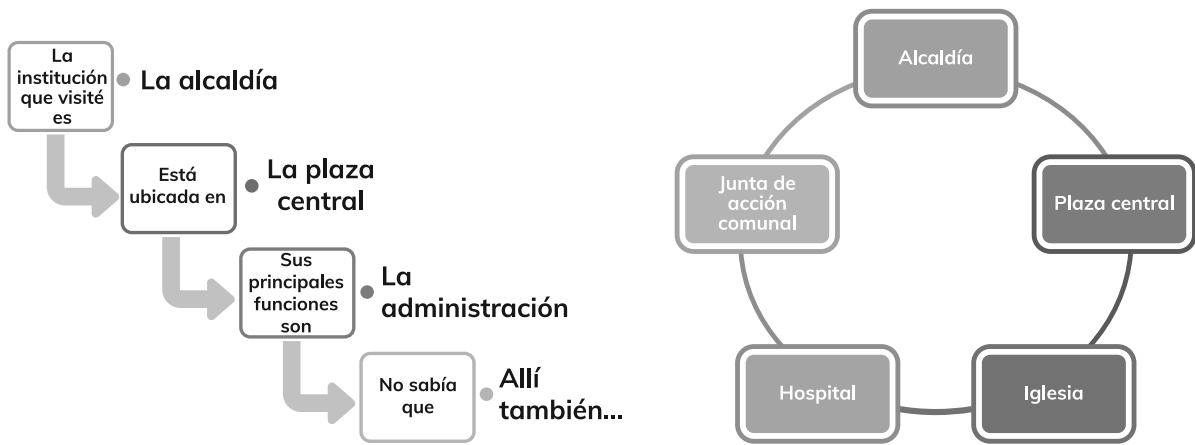 La
institución
que visité
es
La alcaldía
Está
ubicada en
La plaza
central
Sus
principales
funciones
son
La
administración
No sabía
que
Allí
también...
Alcaldía
Plaza central
Iglesia
Hospital
Junta de
acción
comunal